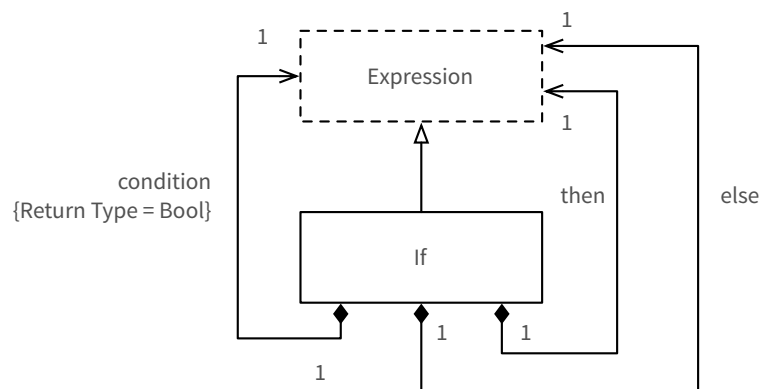 1
1
Expression
1
condition
{Return Type = Bool}
then
else
If
1
1
1